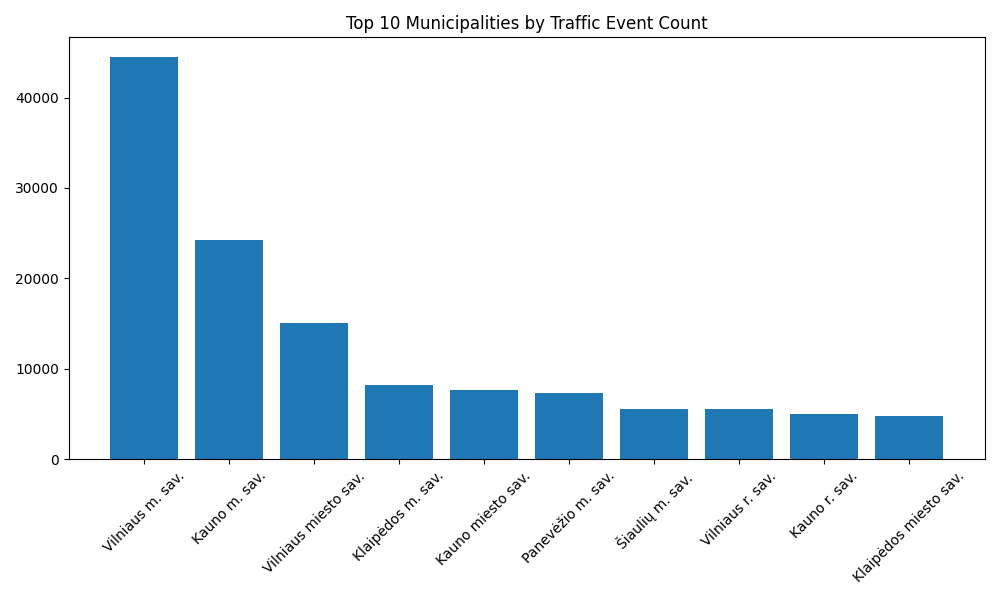 Top 10 Municipalities by Traffic Event Count
40000
30000
20000
10000
0
Vilniaus m. sav.
Kauno m. sav.
Vilniaus miesto sav.
Klaipėdos m. sav.
Kauno miesto sav.
Panevėžio m. sav.
Šiaulių m. sav.
Vilniaus r. sav.
Kauno r. sav.
Klaipėdos miesto sav.